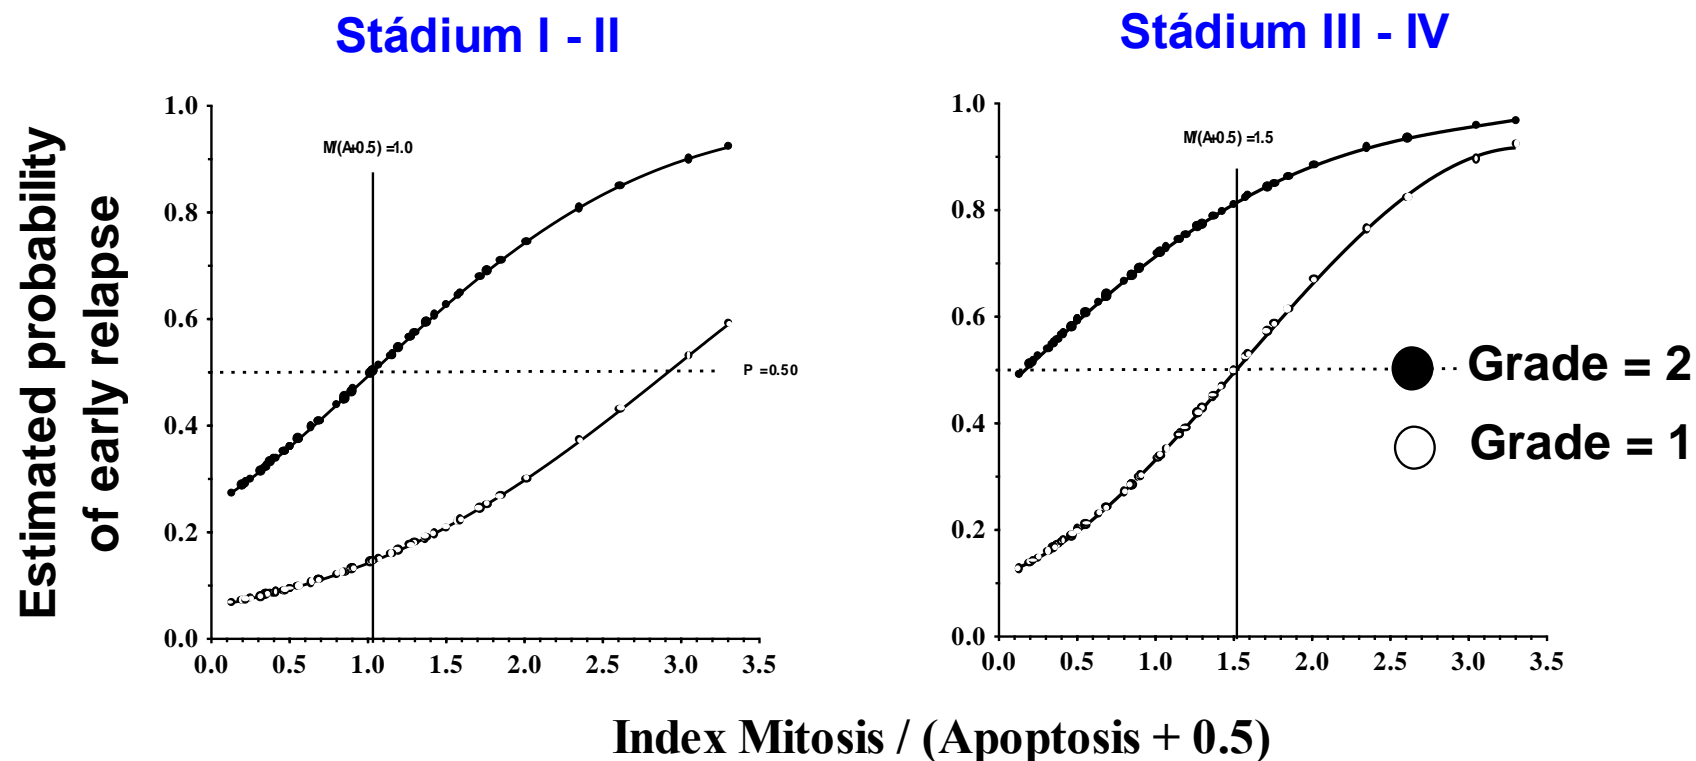 Stádium I - II
Stádium III - IV
Estimated probability
of early relapse
1.0
0.8
0.6
0.4
0.2
0.0
0.0 0.5 1.0 1.5 2.0 2.5 3.0 3.5
M/(A+0.5) =1.0
P =0.50
1.0
0.8
0.6
0.4
0.2
0.0
0.0 0.5 1.0 1.5 2.0 2.5 3.0 3.5
M/(A+0.5) =1.5
Grade = 2
Grade = 1
Index Mitosis / (Apoptosis + 0.5)